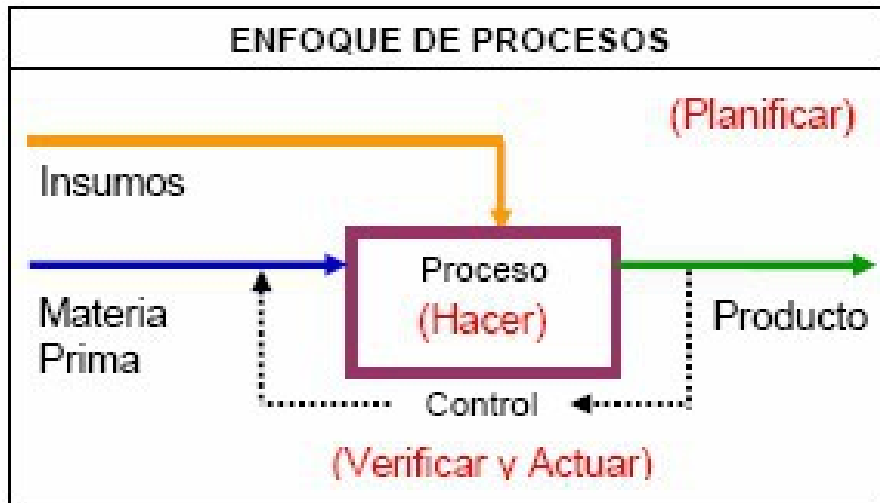 ENFOQUE DE PROCESOS
(Planificar)
Insumos
Proceso
(Hacer)
Materia
Prima
Producto
Control
(Verificar y Actuar)